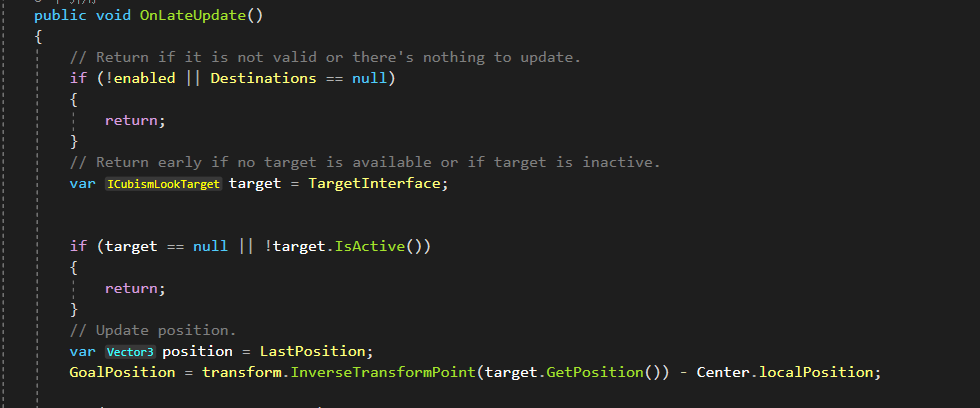 public void OnLateUpdate()
{
// Return if it is not valid or there's nothing to update.
if (!enabled || Destinations == null)
{
return;
}
// Return early if no target is available or if target is inactive.
var ICubismLookTarget target = TargetInterface;
if (target == null || !target.IsActive())
{
return;
}
// Update position.
var Vector3 position = LastPosition;
GoalPosition = transform.InverseTransformPoint(target.GetPosition()) - Center.localPosition;